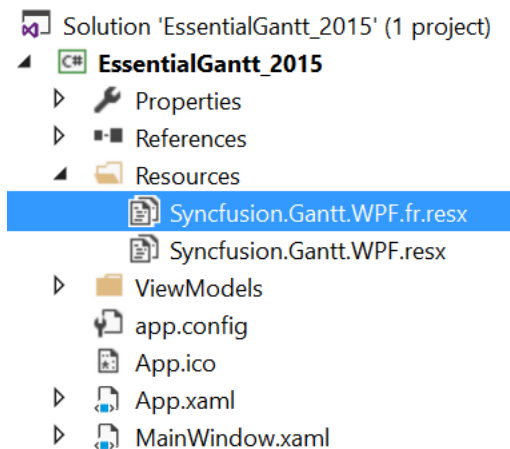 Solution 'EssentialGantt_2015' (1 project)
C# EssentialGantt_2015
Properties
References
Resources
Syncfusion.Gantt.WPF.fr.resx
Syncfusion.Gantt.WPF.resx
ViewModels
app.config
App.ico
App.xaml
MainWindow.xaml